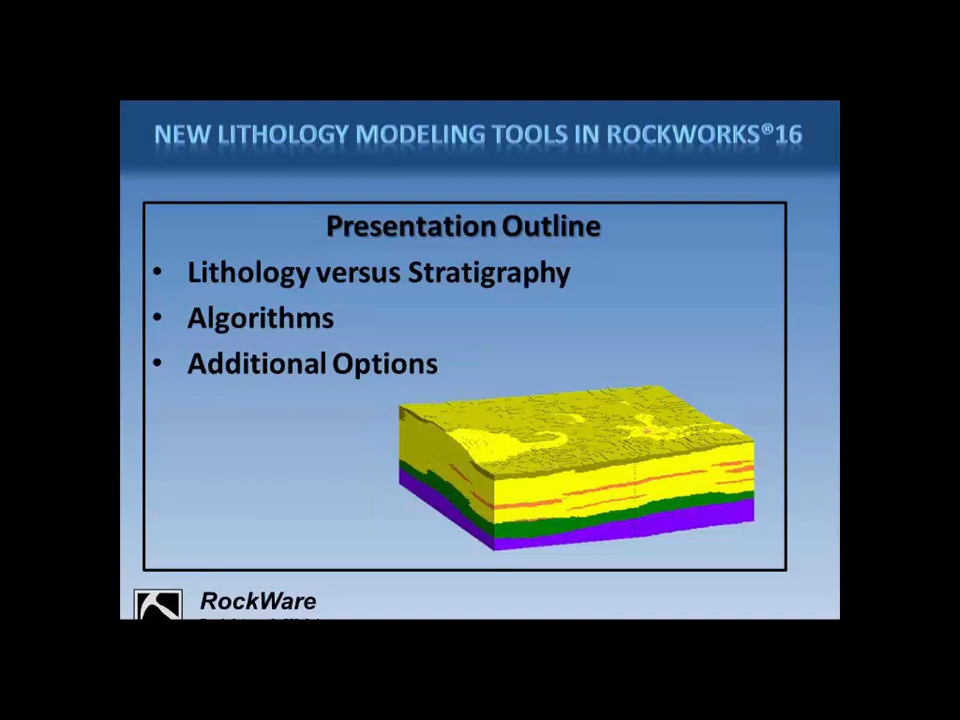 NEW LITHOLOGY MODELING TOOLS IN ROCKWORKS®16
Presentation Outline
• Lithology versus Stratigraphy
• Algorithms
• Additional Options
RockWare